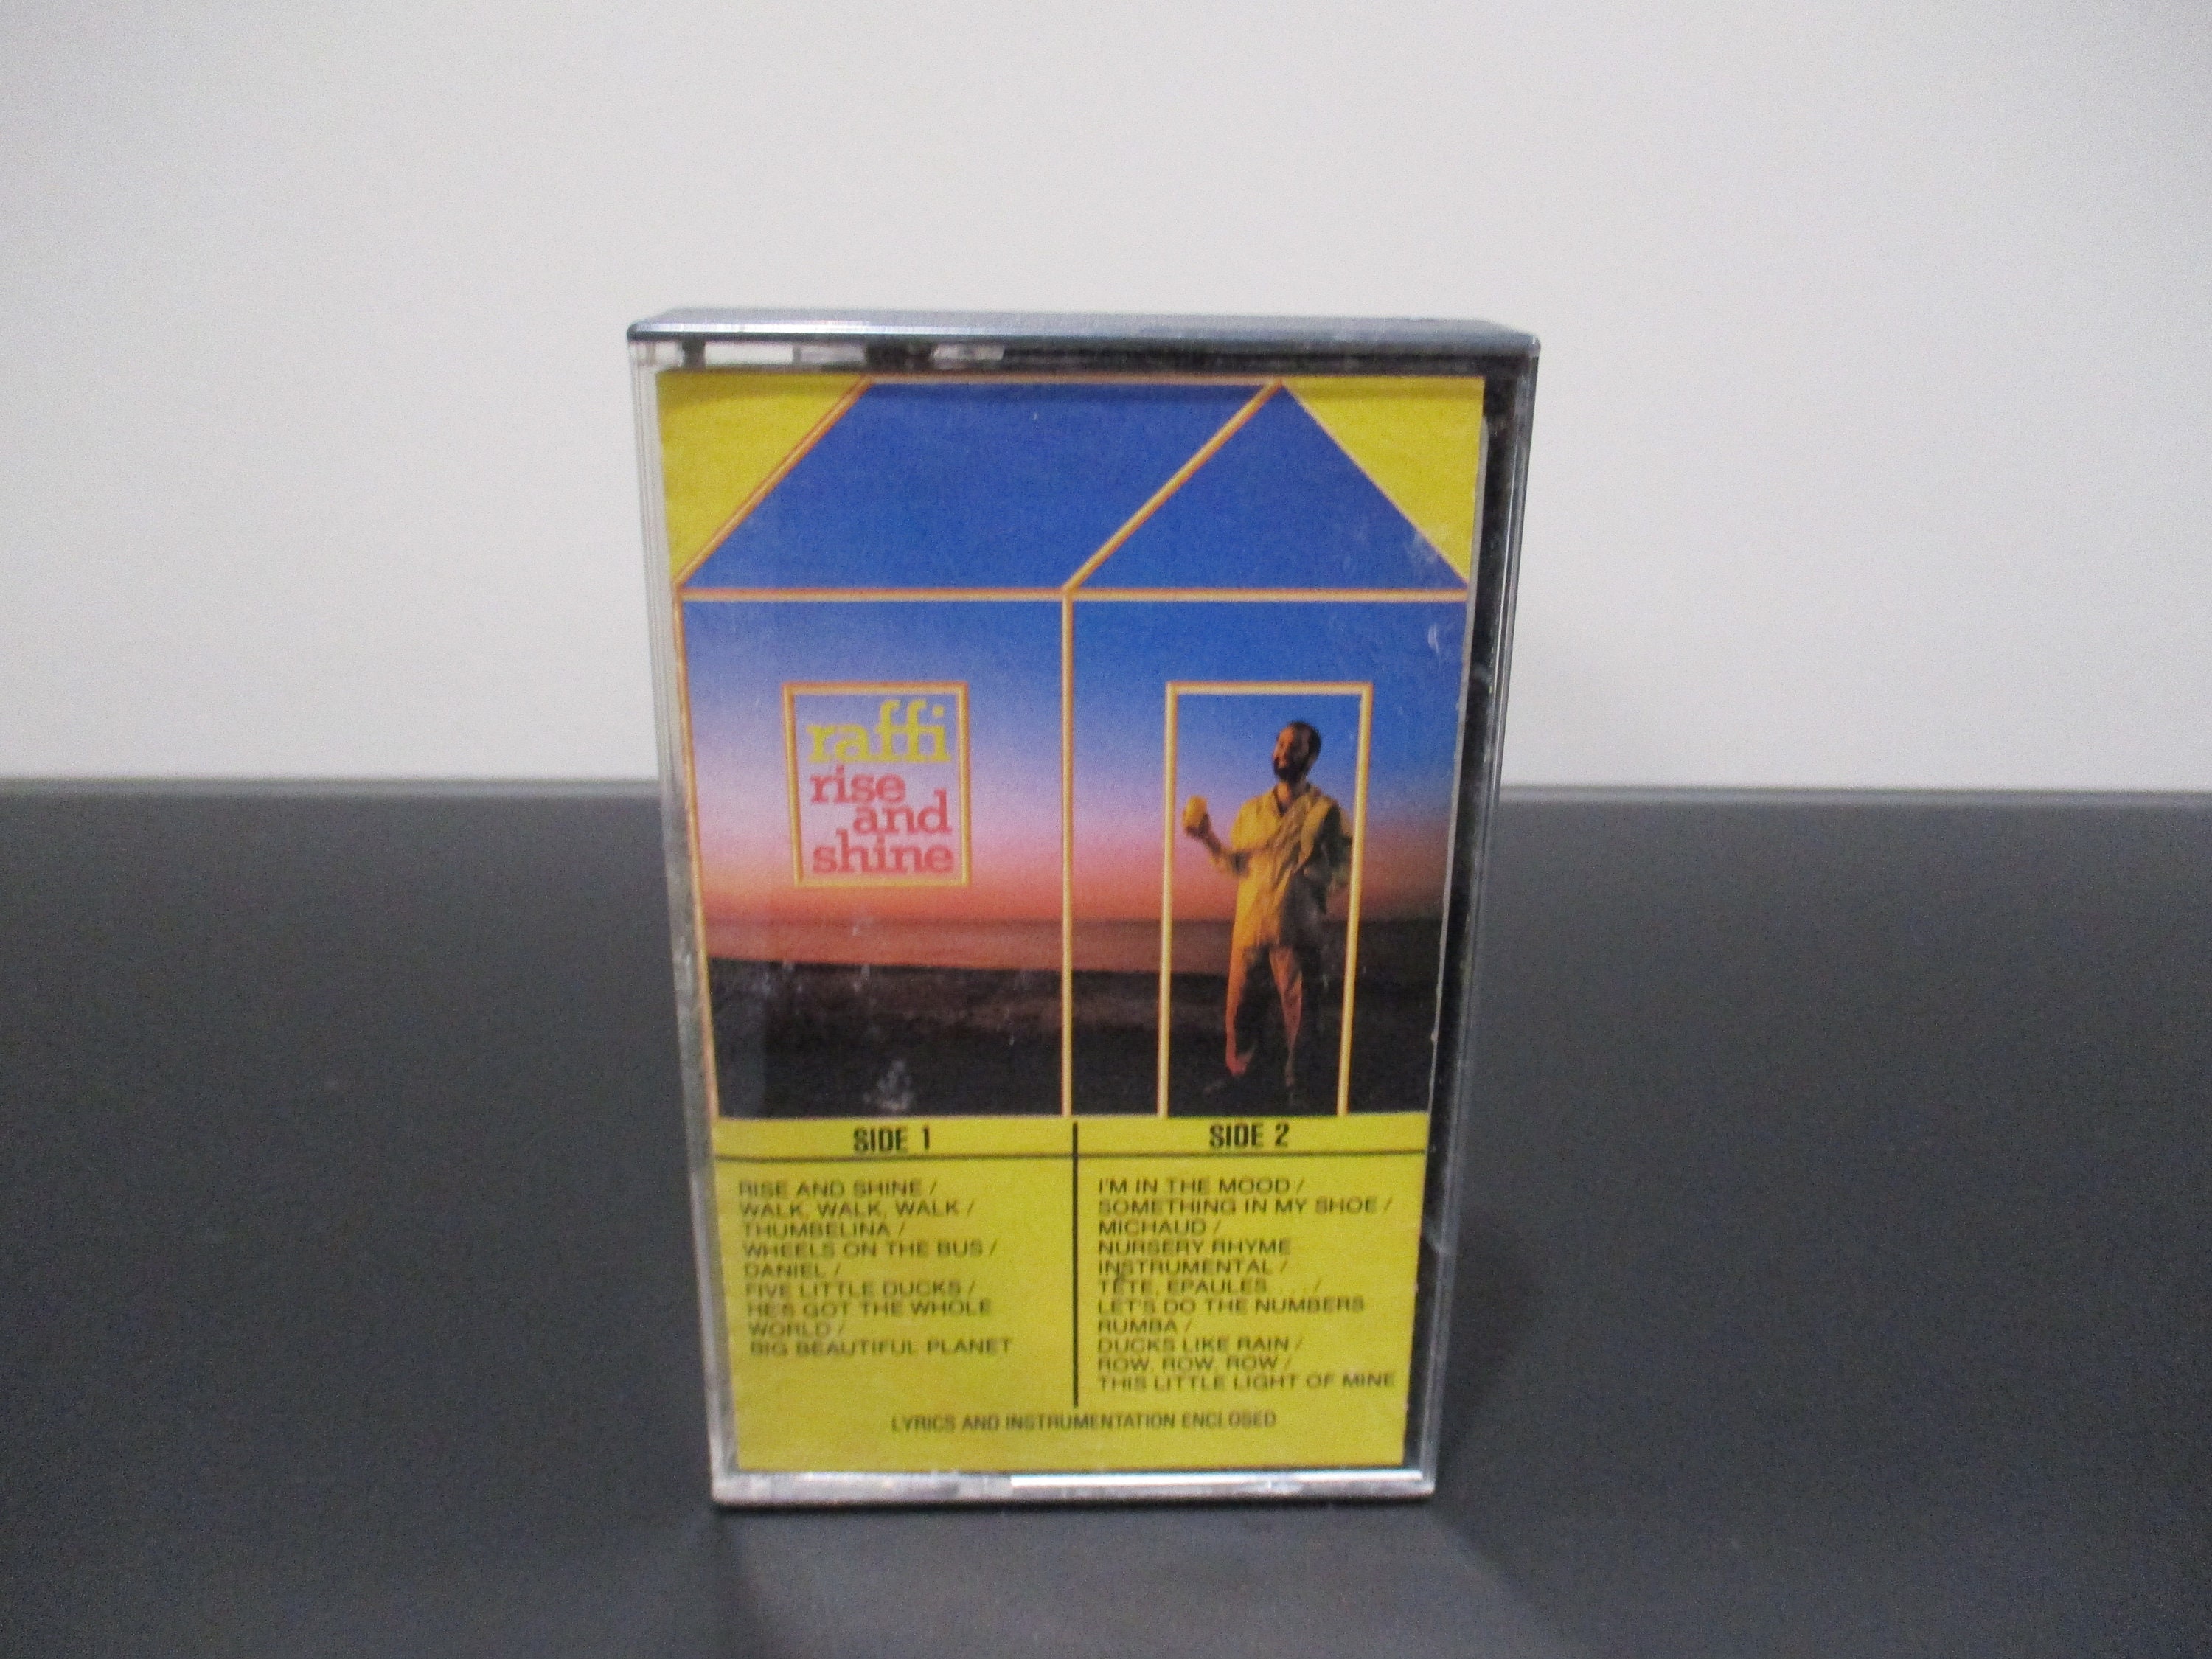 raffi
rise
and
shine
SIDE 1
RISE AND SHINE /
WALK, WALK, WALK /
THUMBELINA /
WHEELS ON THE BUS /
DANIEL /
FIVE LITTLE DUCKS /
HE'S GOT THE WHOLE
WORLD /
BIG BEAUTIFUL PLANET
SIDE 2
I'M IN THE MOOD /
SOMETHING IN MY SHOE /
MICHAUD /
NURSERY RHYME
INSTRUMENTAL /
TÊTE, EPAULES . . . /
LET'S DO THE NUMBERS
RUMBA /
DUCKS LIKE RAIN /
ROW, ROW, ROW /
THIS LITTLE LIGHT OF MINE
LYRICS AND INSTRUMENTATION ENCLOSED